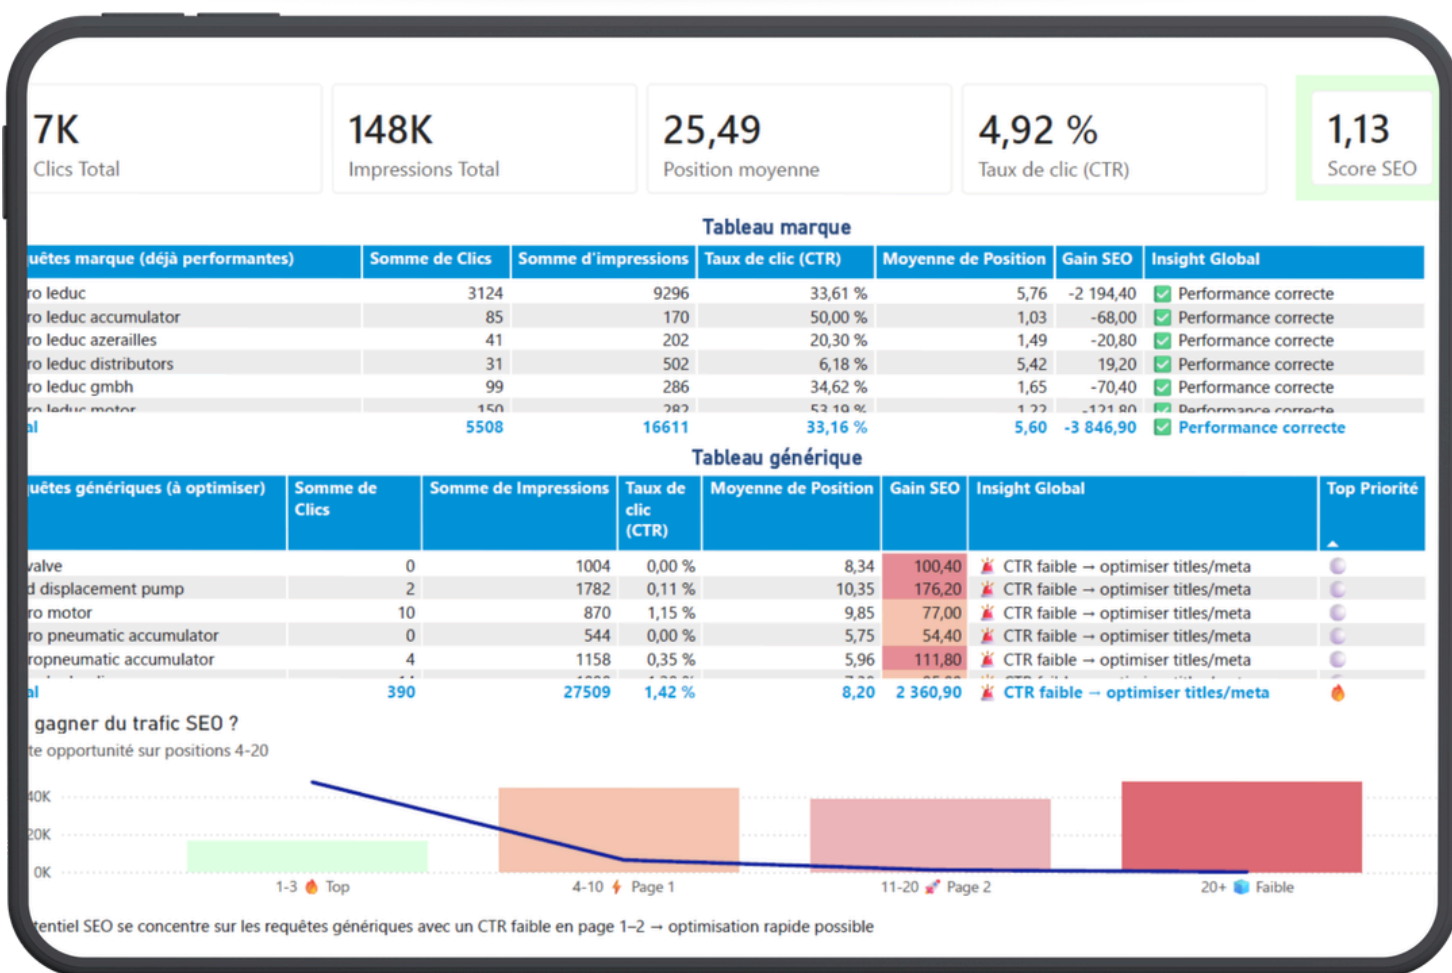 7K
Clics Total
148K
Impressions Total
25,49
Position moyenne
4,92 %
Taux de clic (CTR)
1,13
Score SEO
Tableau marque
uêtes marque (déjà performantes) Somme de Clics Somme d'impressions Taux de clic (CTR) Moyenne de Position Gain SEO Insight Global
ro leduc 3124 9296 33,61 % 5,76 -2 194,40 ✅ Performance correcte
ro leduc accumulator 85 170 50,00 % 1,03 -68,00 ✅ Performance correcte
ro leduc azerailles 41 202 20,30 % 1,49 -20,80 ✅ Performance correcte
ro leduc distributors 31 502 6,18 % 5,42 19,20 ✅ Performance correcte
ro leduc gmbh 99 286 34,62 % 1,65 -70,40 ✅ Performance correcte
ro leduc motor 150 282 53,19 % 1,22 -121,80 ✅ Performance correcte
al 5508 16611 33,16 % 5,60 -3 846,90 ✅ Performance correcte
Tableau générique
uêtes génériques (à optimiser) Somme de Clics Somme de Impressions Taux de clic (CTR) Moyenne de Position Gain SEO Insight Global Top Priorité
valve 0 1004 0,00 % 8,34 100,40 🚨 CTR faible → optimiser titles/meta
d displacement pump 2 1782 0,11 % 10,35 176,20 🚨 CTR faible → optimiser titles/meta
ro motor 10 870 1,15 % 9,85 77,00 🚨 CTR faible → optimiser titles/meta
ro pneumatic accumulator 0 544 0,00 % 5,75 54,40 🚨 CTR faible → optimiser titles/meta
ropneumatic accumulator 4 1158 0,35 % 5,96 111,80 🚨 CTR faible → optimiser titles/meta
al 390 27509 1,42 % 8,20 2 360,90 🚨 CTR faible → optimiser titles/meta 🔥
gagner du trafic SEO ?
te opportunité sur positions 4-20
40K
20K
0K
1-3 🔥 Top
4-10 ⚡ Page 1
11-20 🚀 Page 2
20+ 🧊 Faible
tentiel SEO se concentre sur les requêtes génériques avec un CTR faible en page 1–2 → optimisation rapide possible